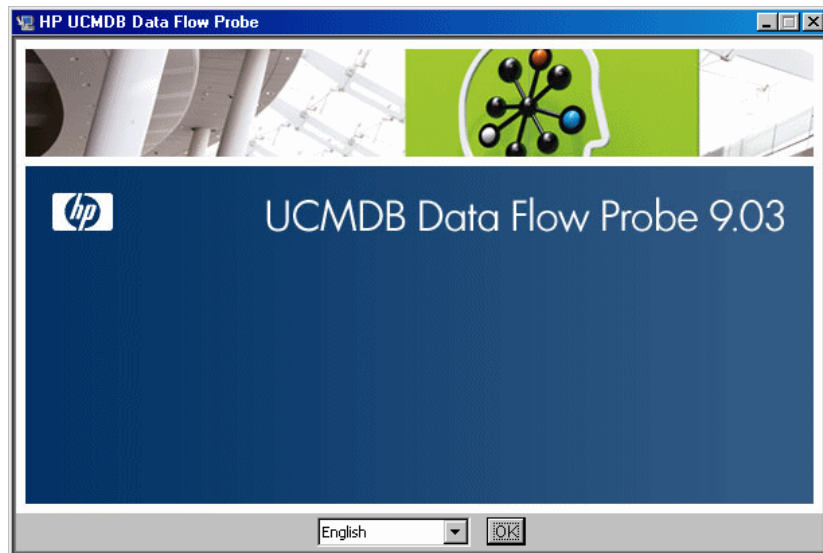 HP UCMDB Data Flow Probe
hp
UCMDB Data Flow Probe 9.03
English
OK